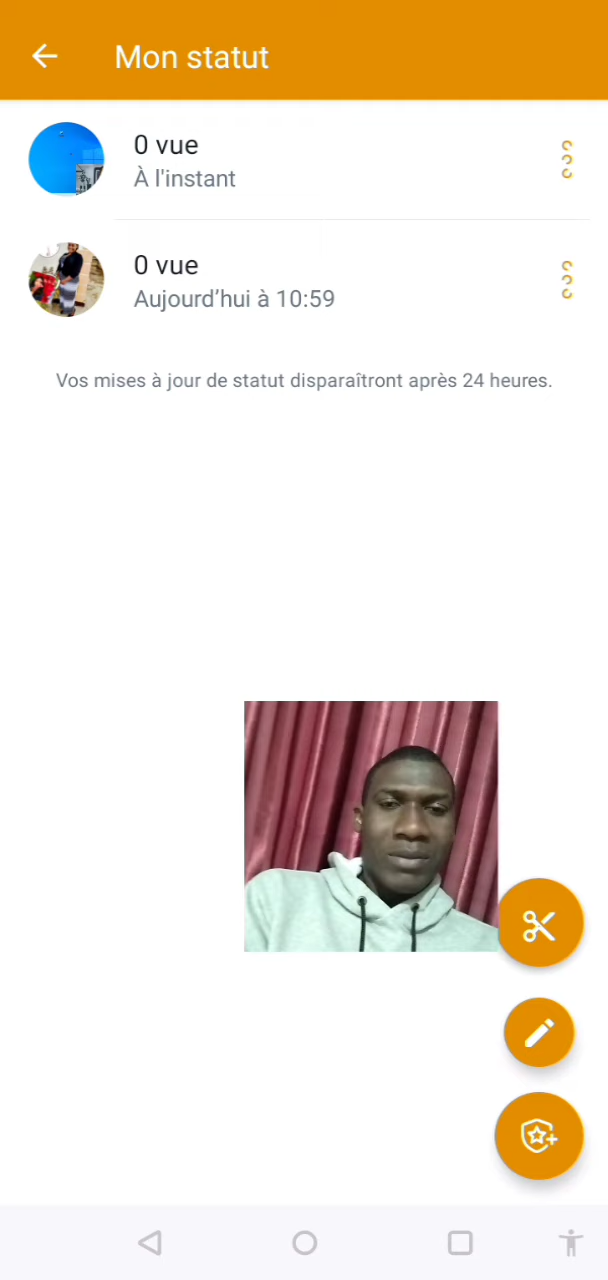 Mon statut
0 vue
À l'instant
0 vue
Aujourd’hui à 10:59
Vos mises à jour de statut disparaîtront après 24 heures.